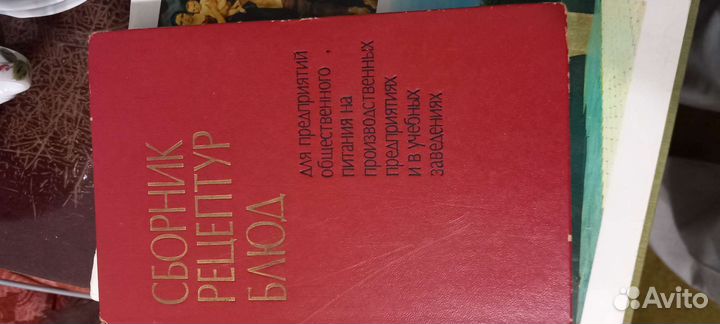 СБОРНИК
РЕЦЕПТУР
БЛЮД
для предприятий
общественного
питания на
производственных
предприятиях
и в учебных
заведениях
Avito